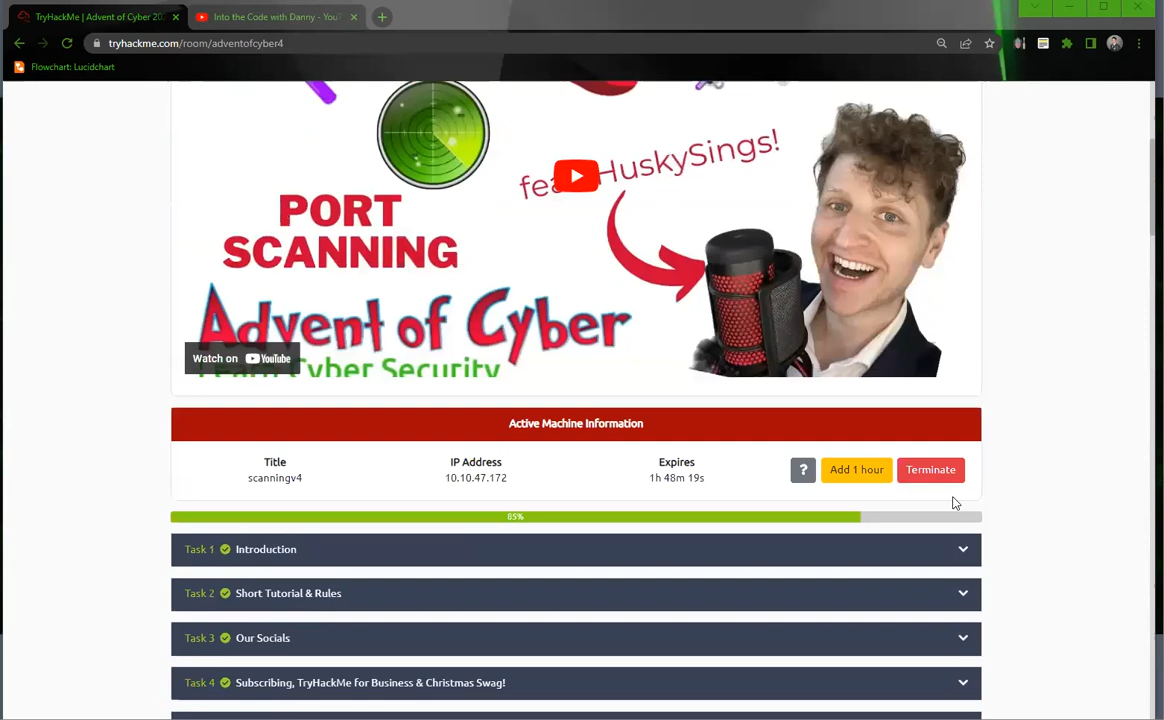 TryHackMe | Advent of Cyber 202
Into the Code with Danny - YouT
tryhackme.com/room/adventofcyber4
Flowchart: Lucidchart
HuskySings!
PORT
SCANNING
Advent of Cyber
Cyber Security
Watch on YouTube
Active Machine Information
Title
IP Address
Expires
scanningv4
10.10.47.172
1h 48m 19s
?
Add 1 hour
Terminate
85%
Task 1 Introduction
Task 2 Short Tutorial & Rules
Task 3 Our Socials
Task 4 Subscribing, TryHackMe for Business & Christmas Swag!